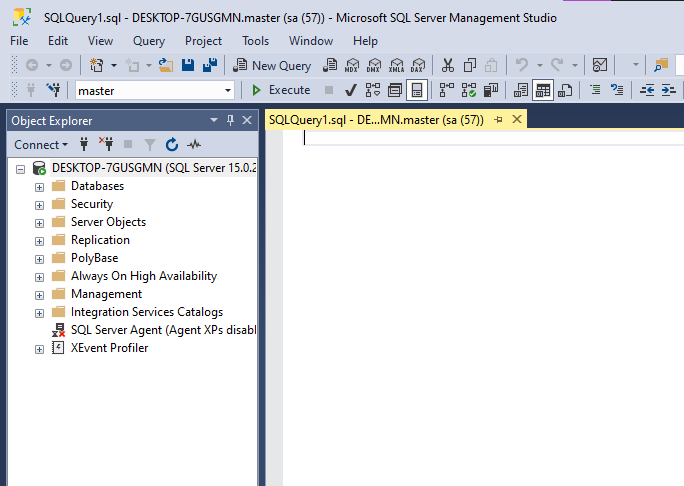 SQLQuery1.sql - DESKTOP-7GUSGMN.master (sa (57)) - Microsoft SQL Server Management Studio
File Edit View Query Project Tools Window Help
New Query MDX DMX XMLA DAX
master Execute
Object Explorer
SQLQuery1.sql - DE...MN.master (sa (57))
Connect
DESKTOP-7GUSGMN (SQL Server 15.0.2
Databases
Security
Server Objects
Replication
PolyBase
Always On High Availability
Management
Integration Services Catalogs
SQL Server Agent (Agent XPs disabl
XEvent Profiler